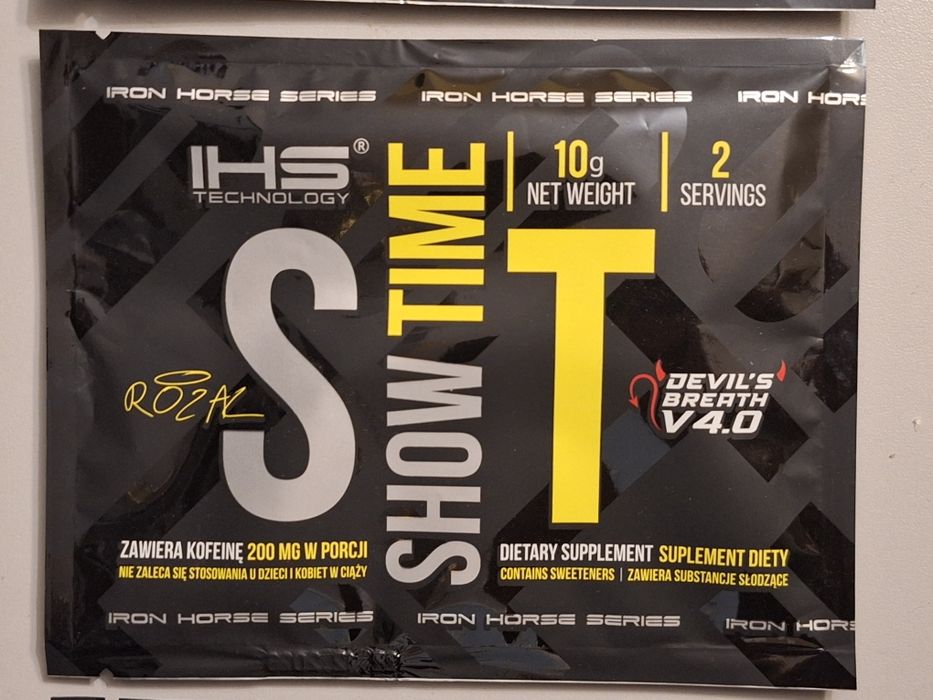 IRON HORSE SERIES IRON HORSE SERIES IRON HORS
IHS®
TECHNOLOGY
SHOW TIME
10g
NET WEIGHT
2
SERVINGS
S T
RÓŻAL
DEVIL'S
BREATH
V4.0
ZAWIERA KOFEINĘ 200 MG W PORCJI
NIE ZALECA SIĘ STOSOWANIA U DZIECI I KOBIET W CIĄŻY
DIETARY SUPPLEMENT SUPLEMENT DIETY
CONTAINS SWEETENERS | ZAWIERA SUBSTANCJE SŁODZĄCE
IRON HORSE SERIES IRON HORSE SERIES IRON HORS